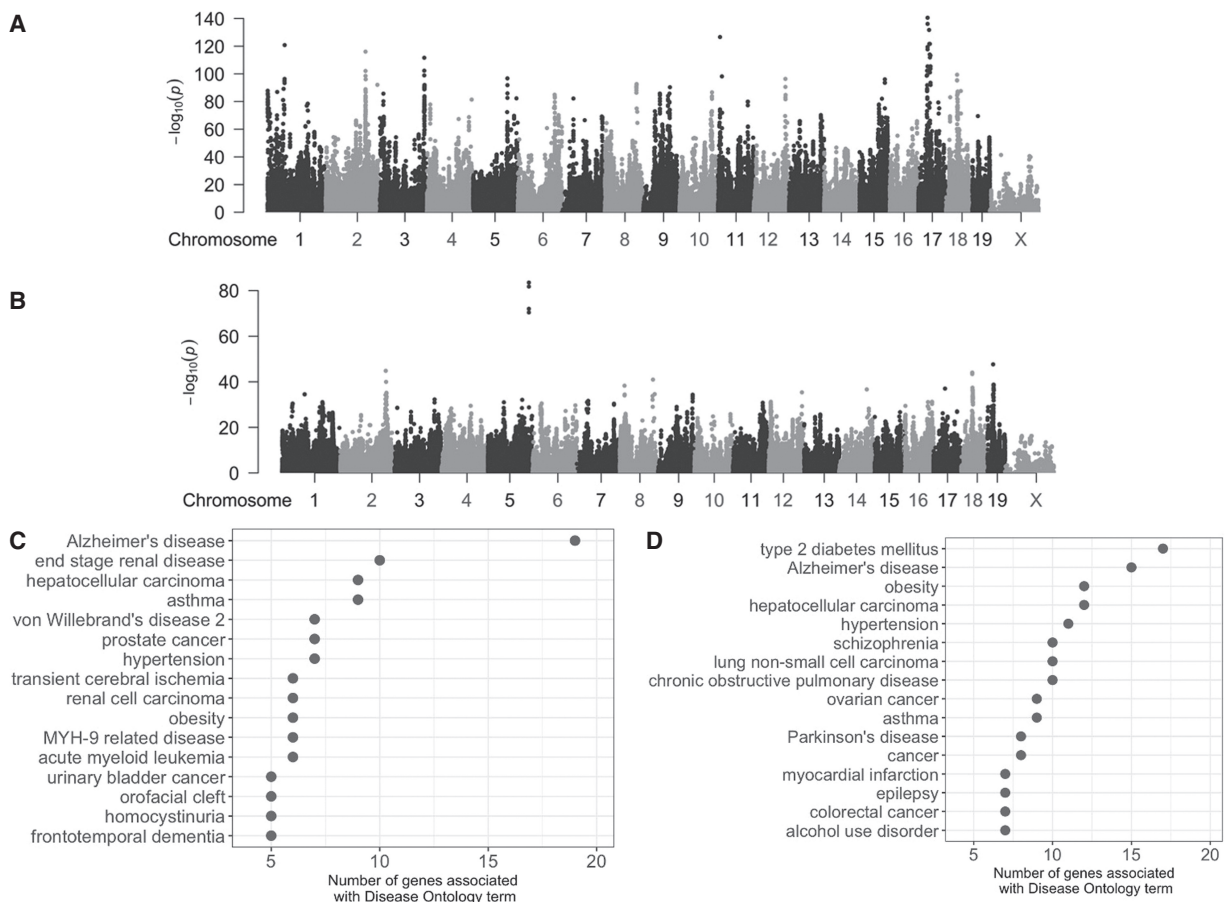 A
140
120
100
80
60
40
20
0
−log10(p)
Chromosome 1 2 3 4 5 6 7 8 9 10 11 12 13 14 15 16 17 18 19 X
B
80
60
40
20
0
−log10(p)
Chromosome 1 2 3 4 5 6 7 8 9 10 11 12 13 14 15 16 17 18 19 X
C
Alzheimer's disease
end stage renal disease
hepatocellular carcinoma
asthma
von Willebrand's disease 2
prostate cancer
hypertension
transient cerebral ischemia
renal cell carcinoma
obesity
MYH-9 related disease
acute myeloid leukemia
urinary bladder cancer
orofacial cleft
homocystinuria
frontotemporal dementia
5 10 15 20
Number of genes associated
with Disease Ontology term
D
type 2 diabetes mellitus
Alzheimer's disease
obesity
hepatocellular carcinoma
hypertension
schizophrenia
lung non-small cell carcinoma
chronic obstructive pulmonary disease
ovarian cancer
asthma
Parkinson's disease
cancer
myocardial infarction
epilepsy
colorectal cancer
alcohol use disorder
5 10 15 20
Number of genes associated
with Disease Ontology term